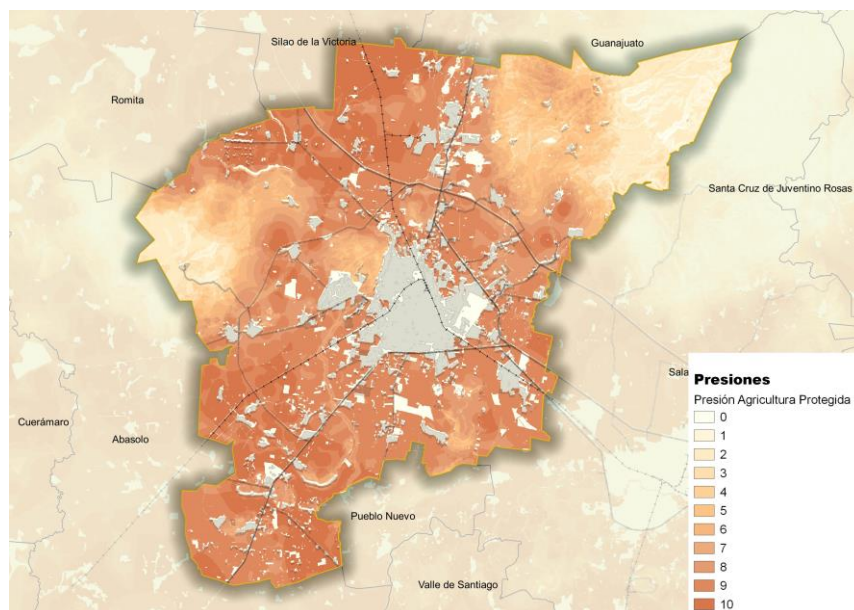 Silao de la Victoria
Guanajuato
Romita
Santa Cruz de Juventino Rosas
Sala
Cuerámaro
Abasolo
Pueblo Nuevo
Valle de Santiago
Presiones
Presión Agricultura Protegida
0
1
2
3
4
5
6
7
8
9
10